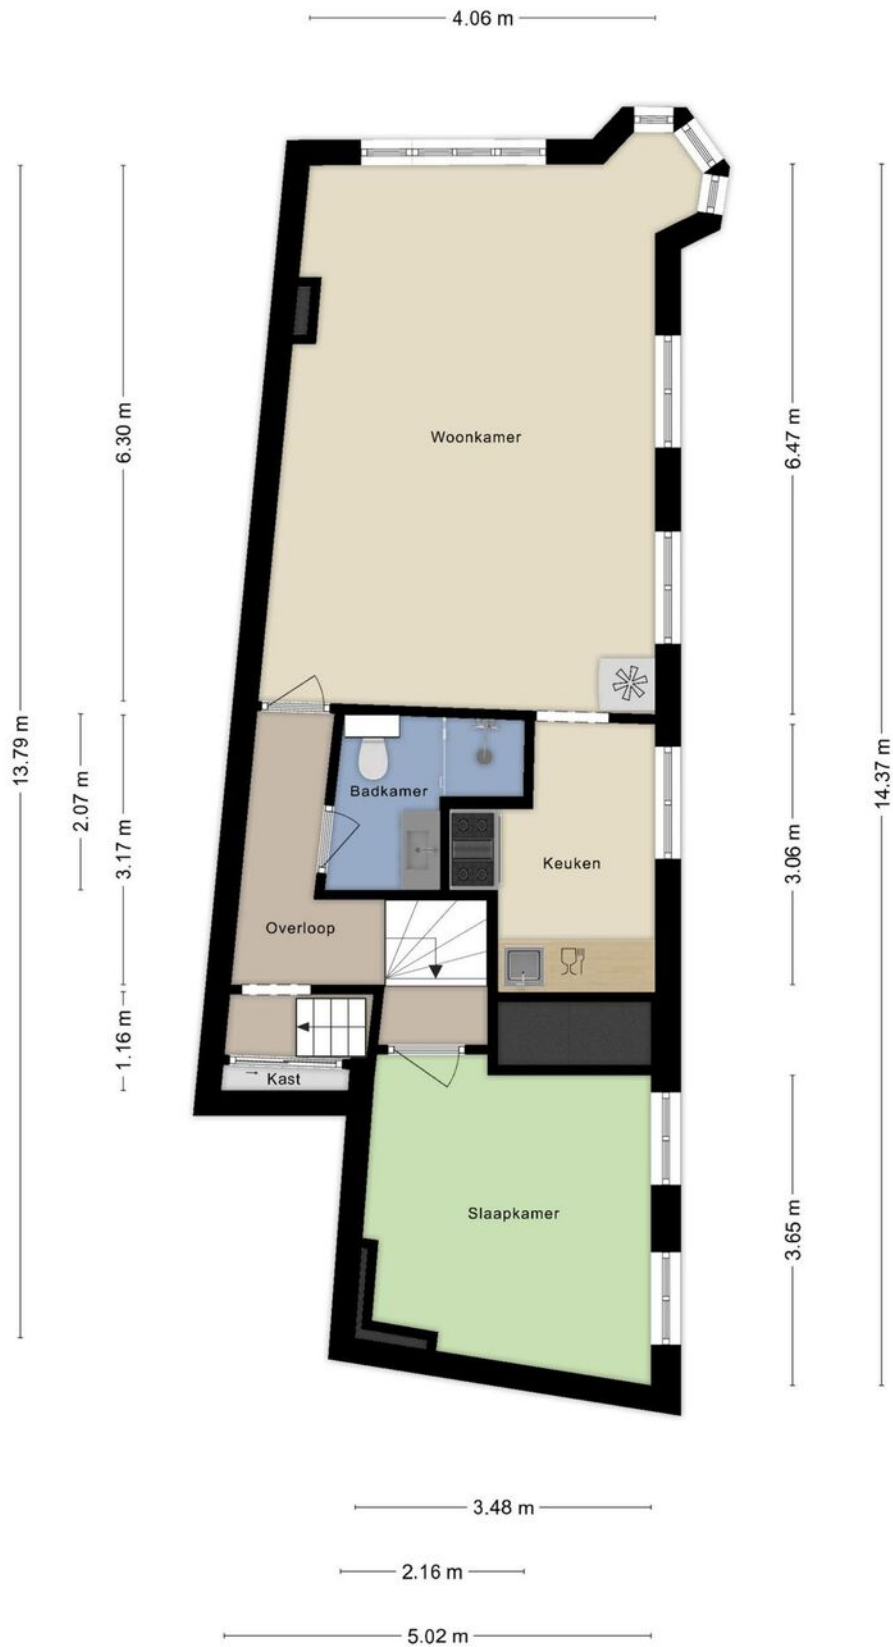 4.06 m
6.30 m
6.47 m
Woonkamer
13.79 m
14.37 m
2.07 m
3.17 m
3.06 m
Badkamer
Keuken
Overloop
1.16 m
Kast
Slaapkamer
3.65 m
3.48 m
2.16 m
5.02 m